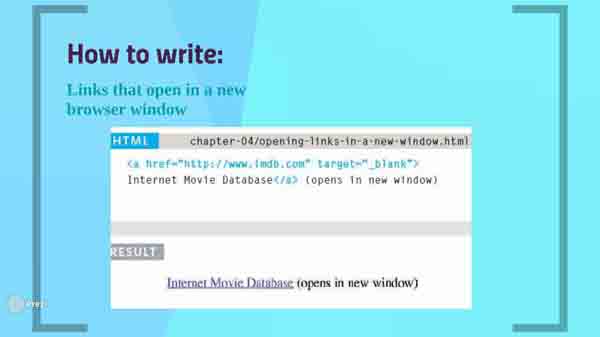 How to write:
Links that open in a new
browser window
HTML chapter-04/opening-links-in-a-new-window.html
<a href="http://www.imdb.com" target="_blank">
Internet Movie Database</a> (opens in new window)
RESULT
Internet Movie Database (opens in new window)
Prezi